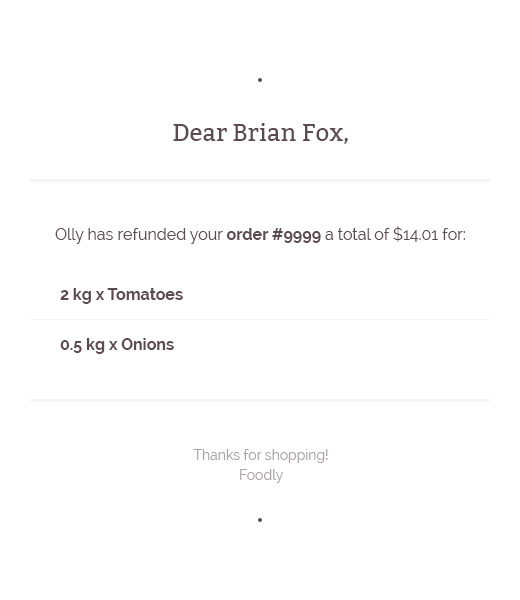 Dear Brian Fox,
Olly has refunded your order #9999 a total of $14.01 for:
2 kg x Tomatoes
0.5 kg x Onions
Thanks for shopping!
Foodly